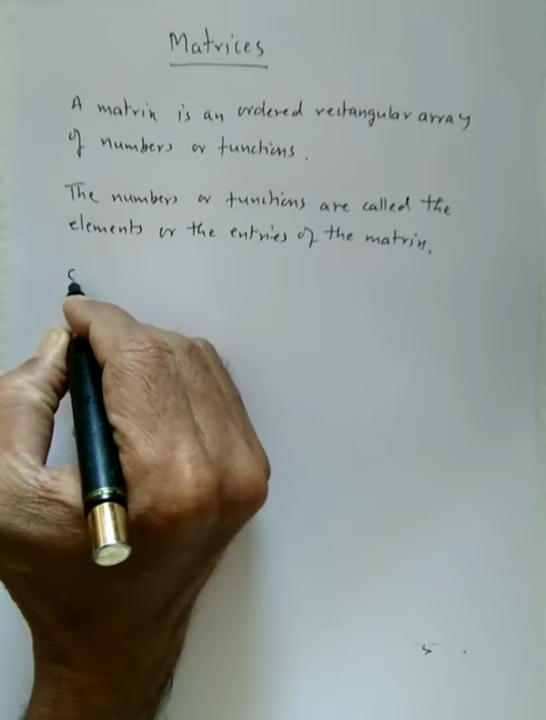 Matrices
A matrix is an ordered rectangular array
of numbers or functions.
The numbers or functions are called the
elements or the entries of the matrix.